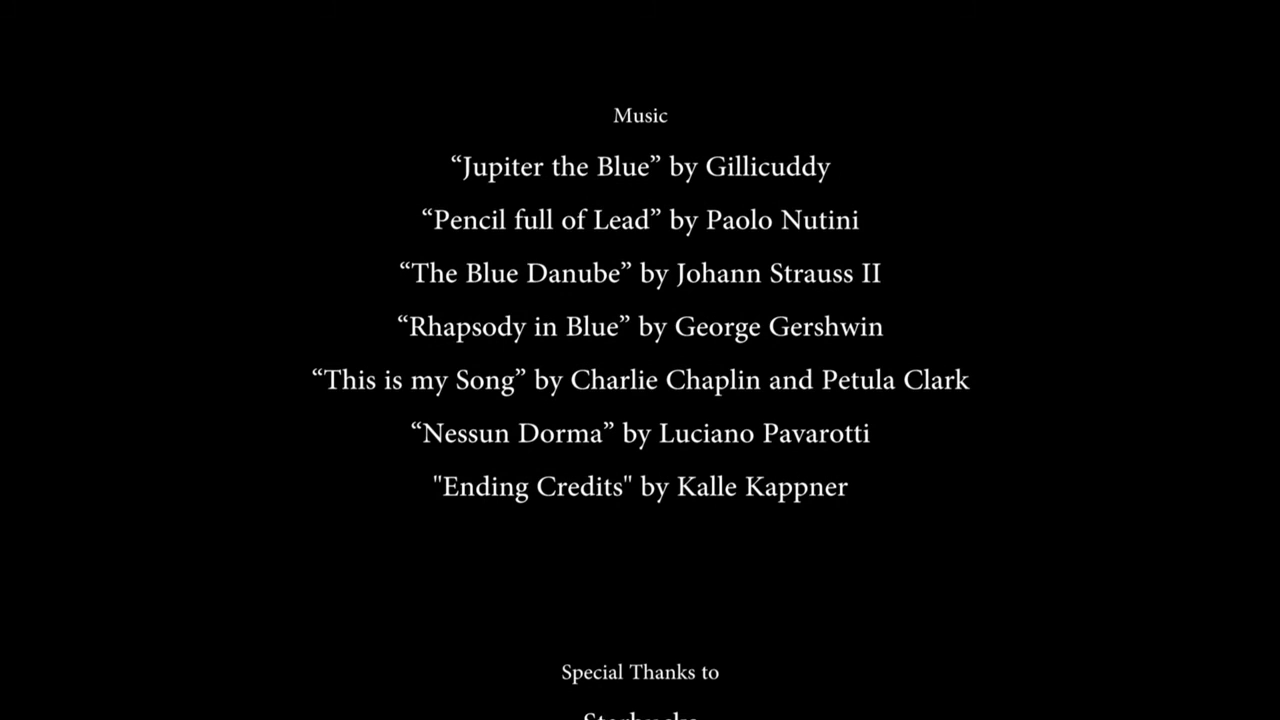 Music
“Jupiter the Blue” by Gillicuddy
“Pencil full of Lead” by Paolo Nutini
“The Blue Danube” by Johann Strauss II
“Rhapsody in Blue” by George Gershwin
“This is my Song” by Charlie Chaplin and Petula Clark
“Nessun Dorma” by Luciano Pavarotti
"Ending Credits" by Kalle Kappner
Special Thanks to
Starbucks